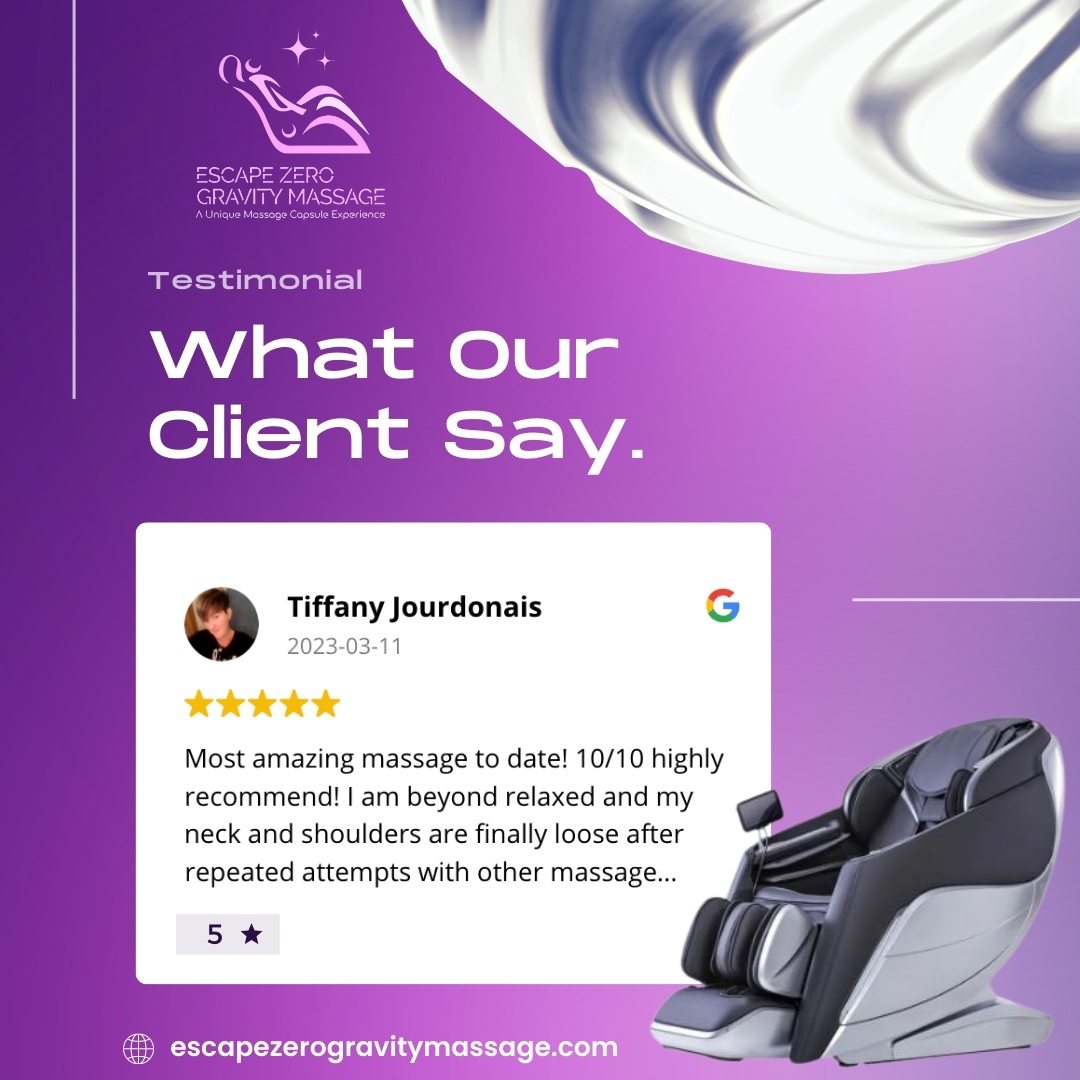 ESCAPE ZERO
GRAVITY MASSAGE
A Unique Massage Capsule Experience
Testimonial
What Our
Client Say.
Tiffany Jourdonais
2023-03-11
Most amazing massage to date! 10/10 highly
recommend! I am beyond relaxed and my
neck and shoulders are finally loose after
repeated attempts with other massage...
5
escapezerogravitymassage.com